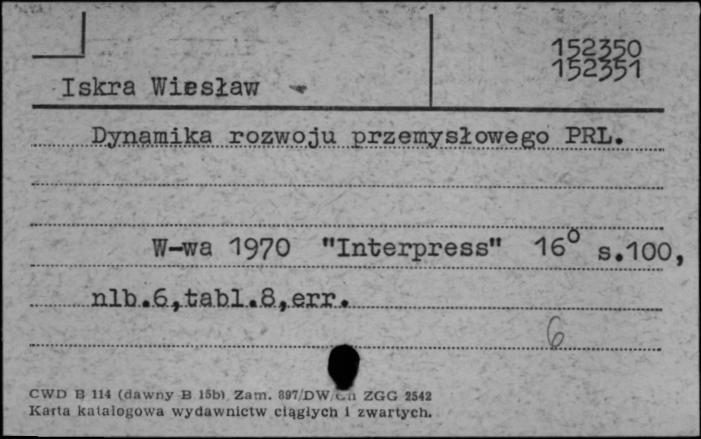 152350
152351
Iskra Wiesław
Dynamika rozwoju przemysłowego PRL.
W-wa 1970 "Interpress" 16° s.100,
nlb.6,tabl.8,err.
6
CWD B 114 (dawny B 15b) Zam. 897/DW/ ZGG 2542
Karta katalogowa wydawnictw ciągłych i zwartych.